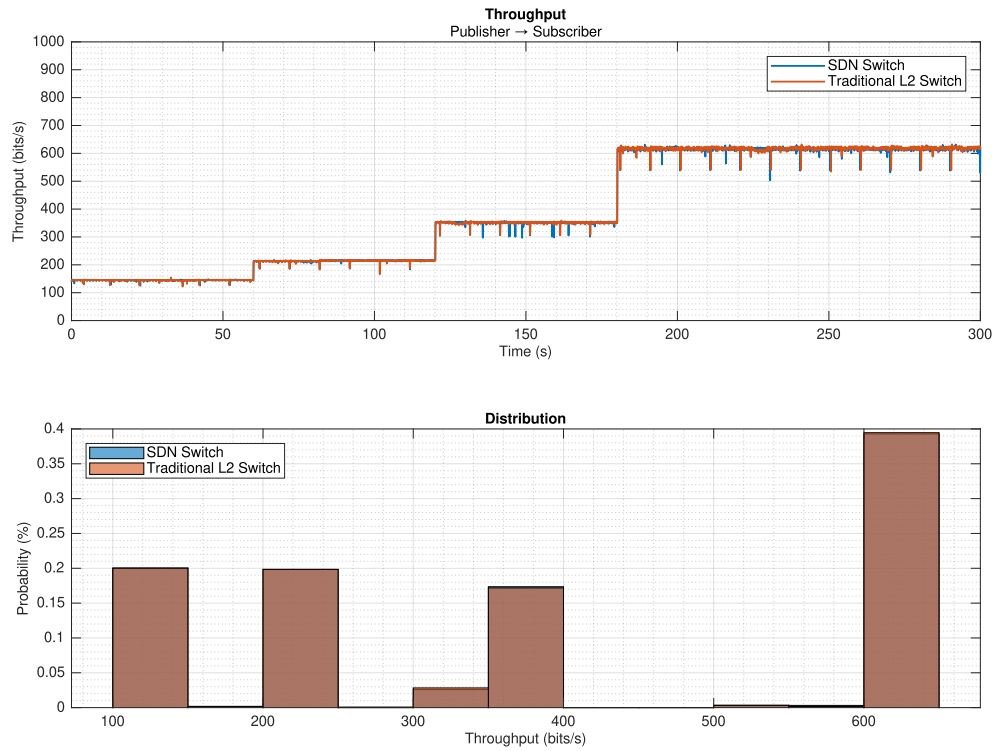 Throughput
Publisher → Subscriber
1000
900
800
700
600
500
400
300
200
100
0
Throughput (bits/s)
SDN Switch
Traditional L2 Switch
0 50 100 150 200 250 300
Time (s)
Distribution
0.4
0.35
0.3
0.25
0.2
0.15
0.1
0.05
0
Probability (%)
SDN Switch
Traditional L2 Switch
100 200 300 400 500 600
Throughput (bits/s)